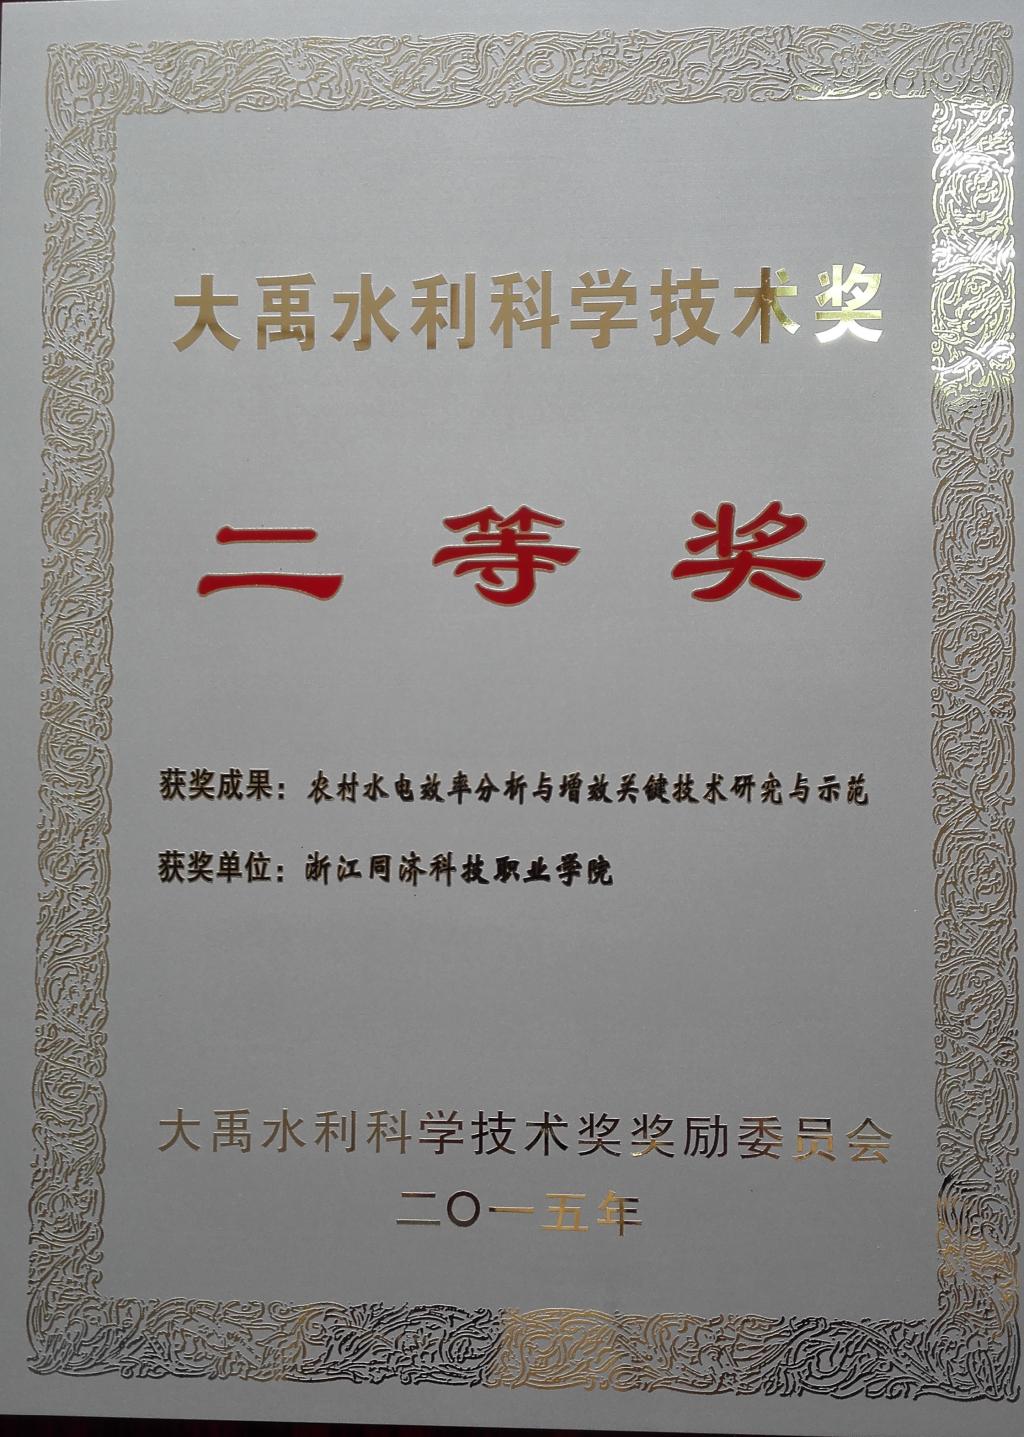 大禹水利科学技术奖
二等奖
获奖成果：农村水电效率分析与增效关键技术研究与示范
获奖单位：浙江同济科技职业学院
大禹水利科学技术奖奖励委员会
二〇一五年